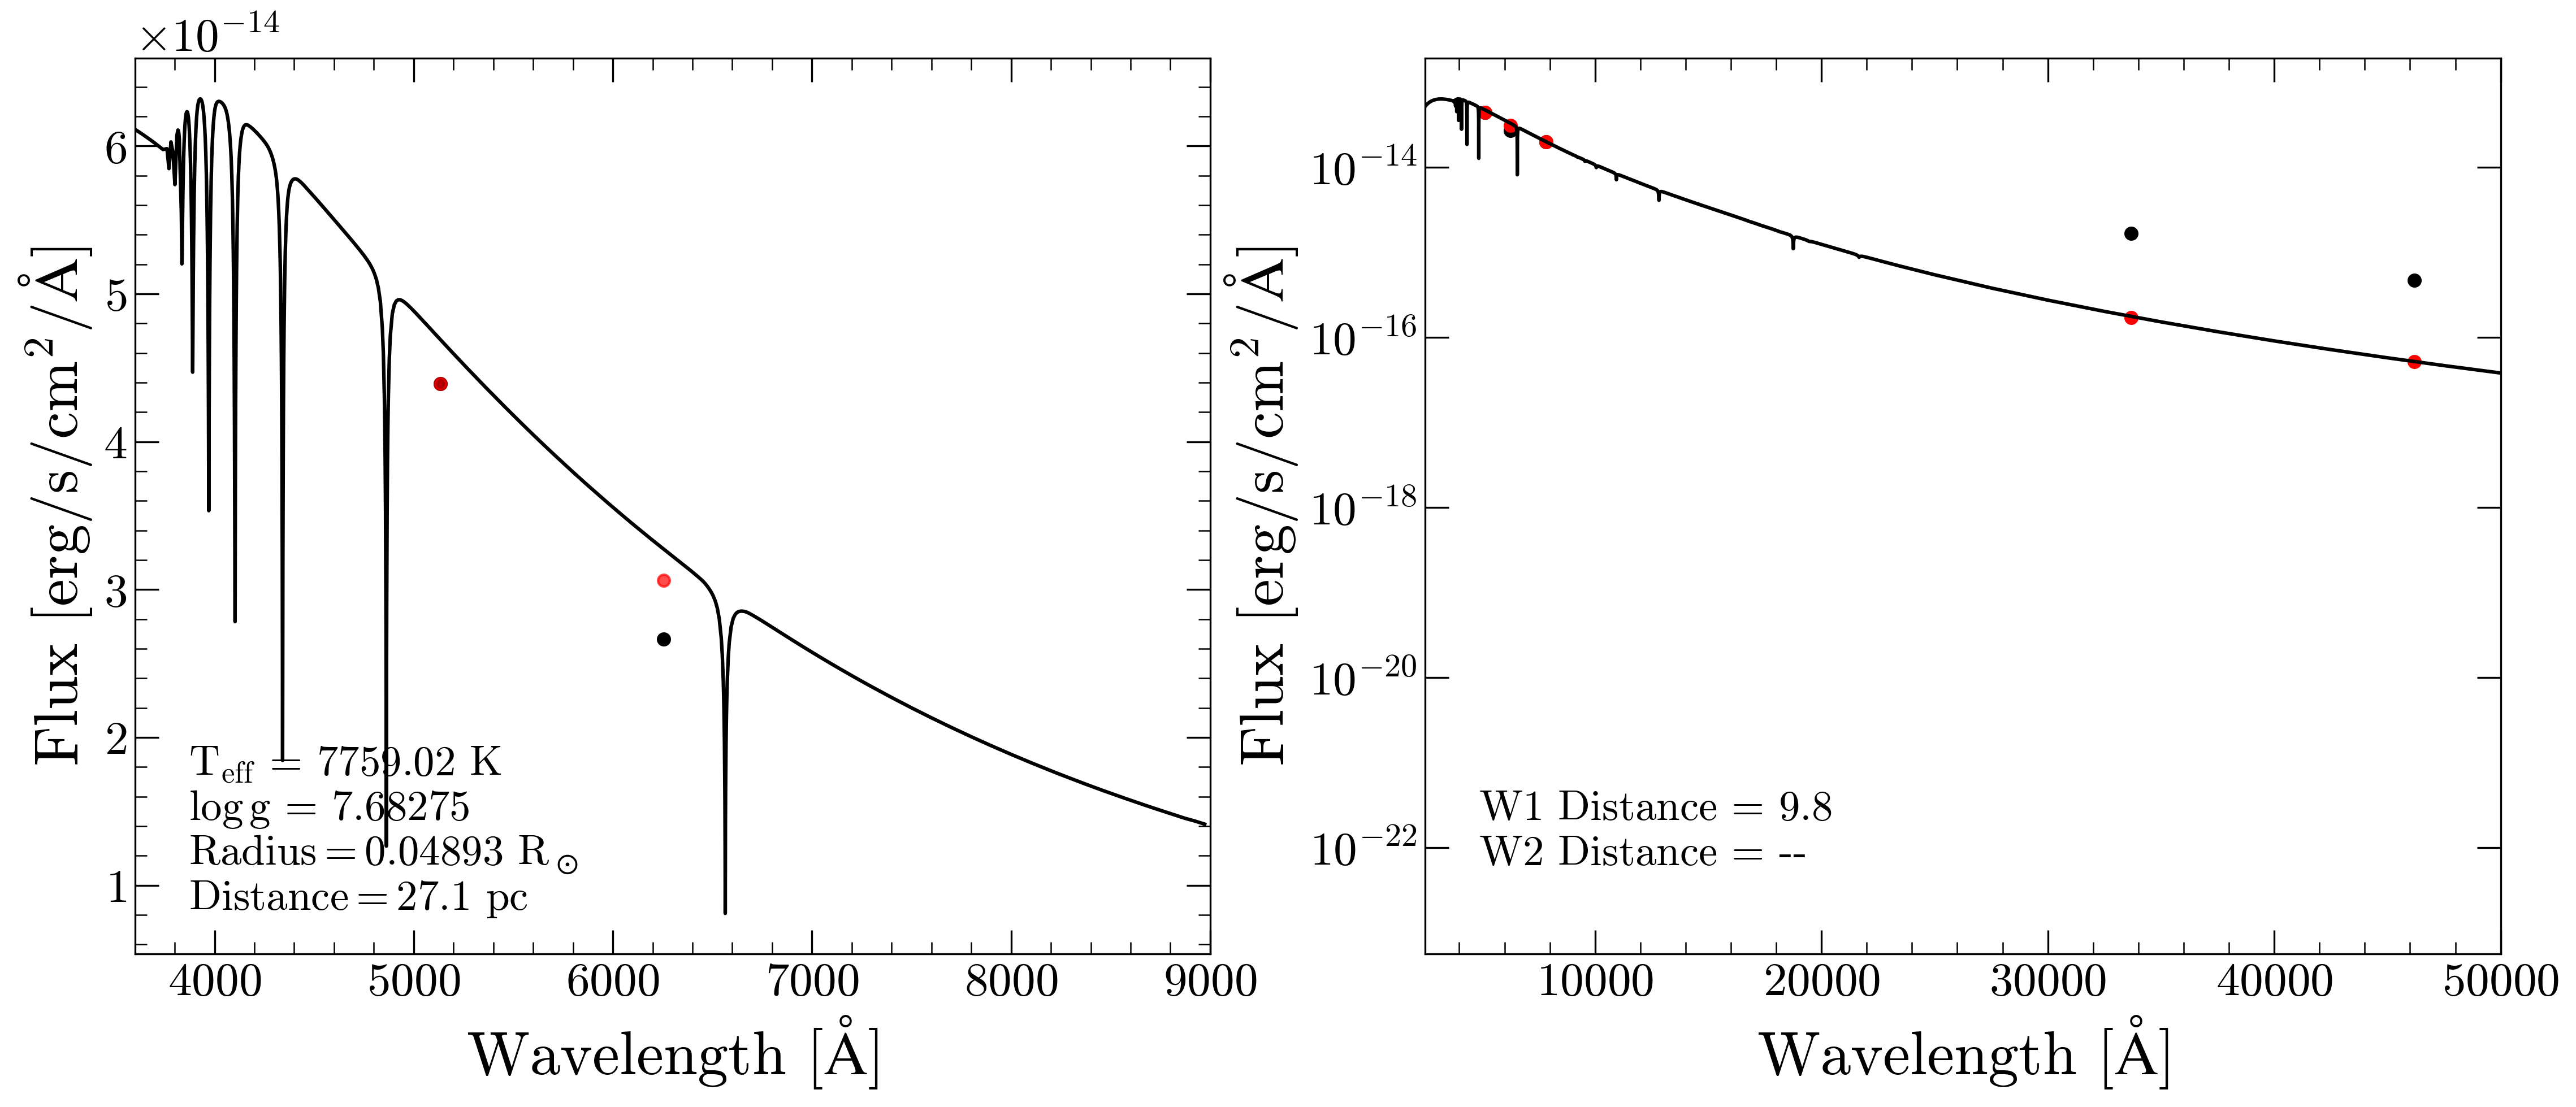 ×10⁻¹⁴
6
5
4
3
2
1
Flux [erg/s/cm²/Å]
T_eff = 7759.02 K
log g = 7.68275
Radius = 0.04893 R_⊙
Distance = 27.1 pc
4000 5000 6000 7000 8000 9000
Wavelength [Å]
10⁻¹⁴
10⁻¹⁶
10⁻¹⁸
10⁻²⁰
10⁻²²
Flux [erg/s/cm²/Å]
W1 Distance = 9.8
W2 Distance = --
10000 20000 30000 40000 50000
Wavelength [Å]